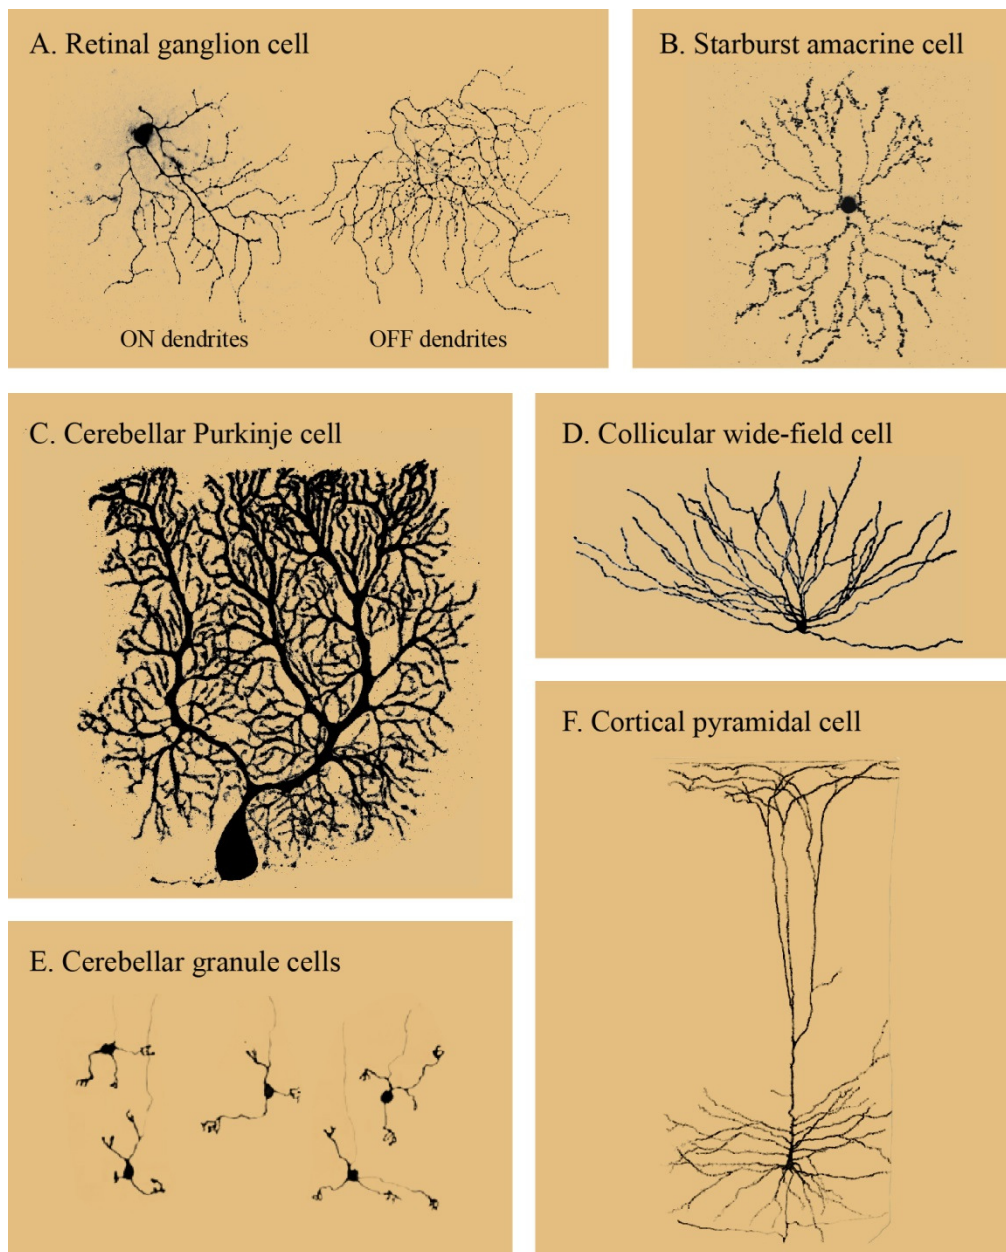 A. Retinal ganglion cell
ON dendrites
OFF dendrites
B. Starburst amacrine cell
C. Cerebellar Purkinje cell
D. Collicular wide-field cell
E. Cerebellar granule cells
F. Cortical pyramidal cell